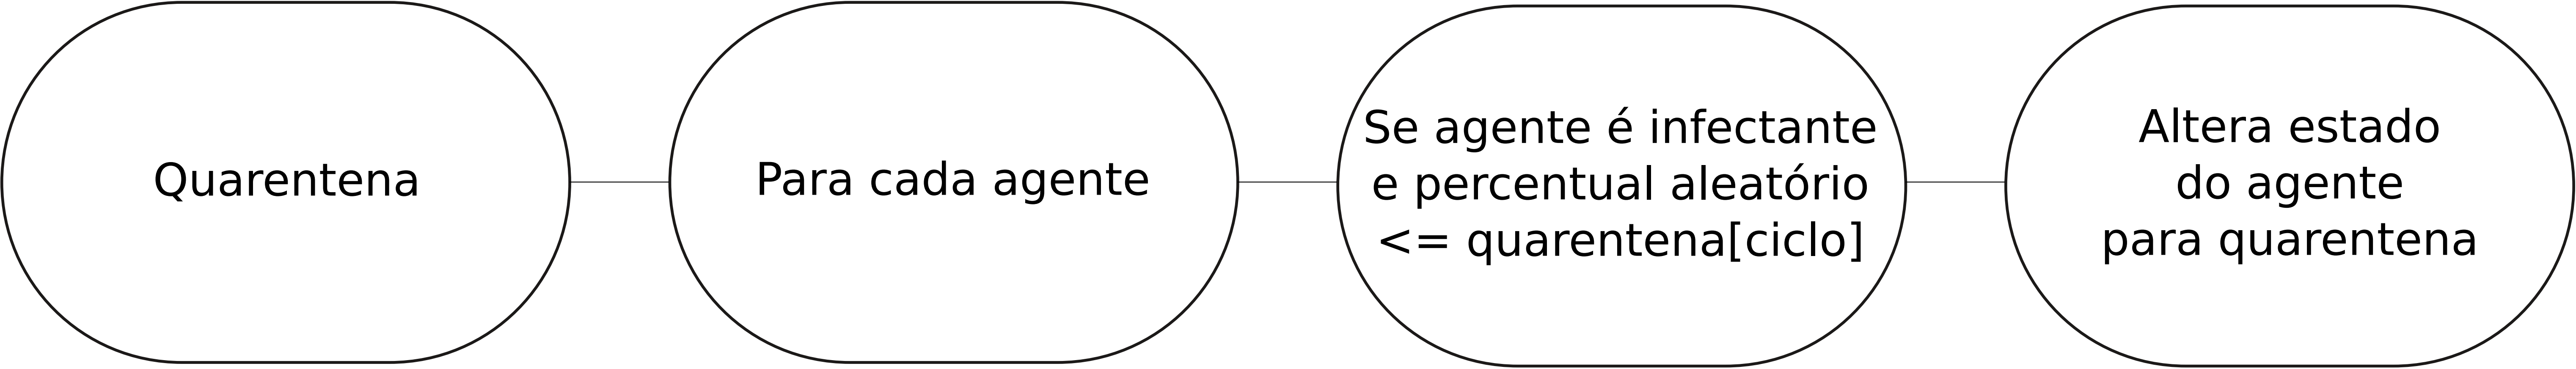 Quarentena
Para cada agente
Se agente é infectante
e percentual aleatório
<= quarentena[ciclo]
Altera estado
do agente
para quarentena